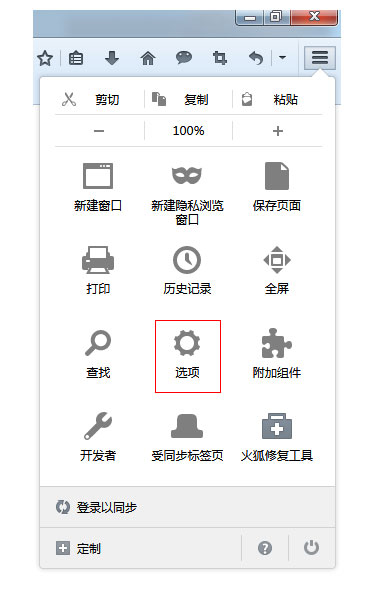 剪切 复制 粘贴
100%
新建窗口 新建隐私浏览 保存页面
窗口
打印 历史记录 全屏
查找 选项 附加组件
开发者 受同步标签页 火狐修复工具
登录以同步
定制